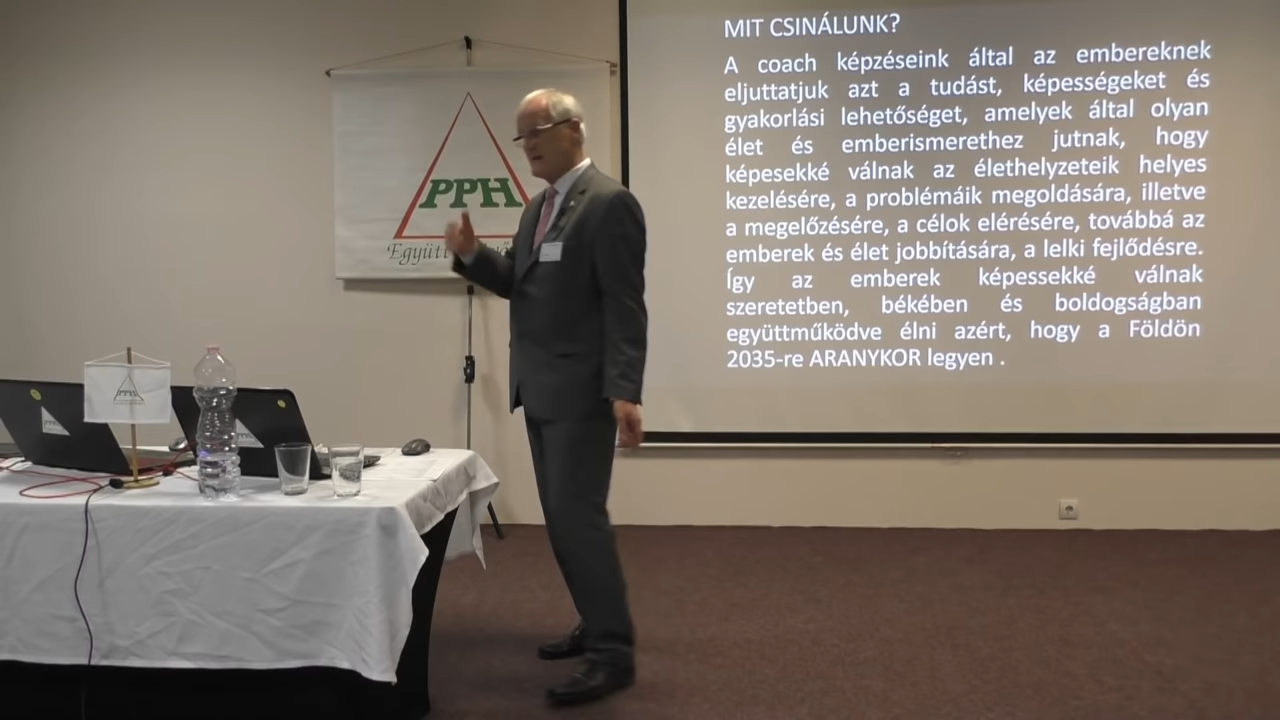 MIT CSINÁLUNK?
A coach képzéseink által az embereknek
eljuttatjuk azt a tudást, képességeket és
gyakorlási lehetőséget, amelyek által olyan
élet és emberismerethez jutnak, hogy
képesekké válnak az élethelyzeteik helyes
kezelésére, a problémáik megoldására, illetve
a megelőzésére, a célok elérésére, továbbá az
emberek és élet jobbítására, a lelki fejlődésre.
Így az emberek képessekké válnak
szeretetben, békében és boldogságban
együttműködve élni azért, hogy a Földön
2035-re ARANYKOR legyen .
PPH
PPH